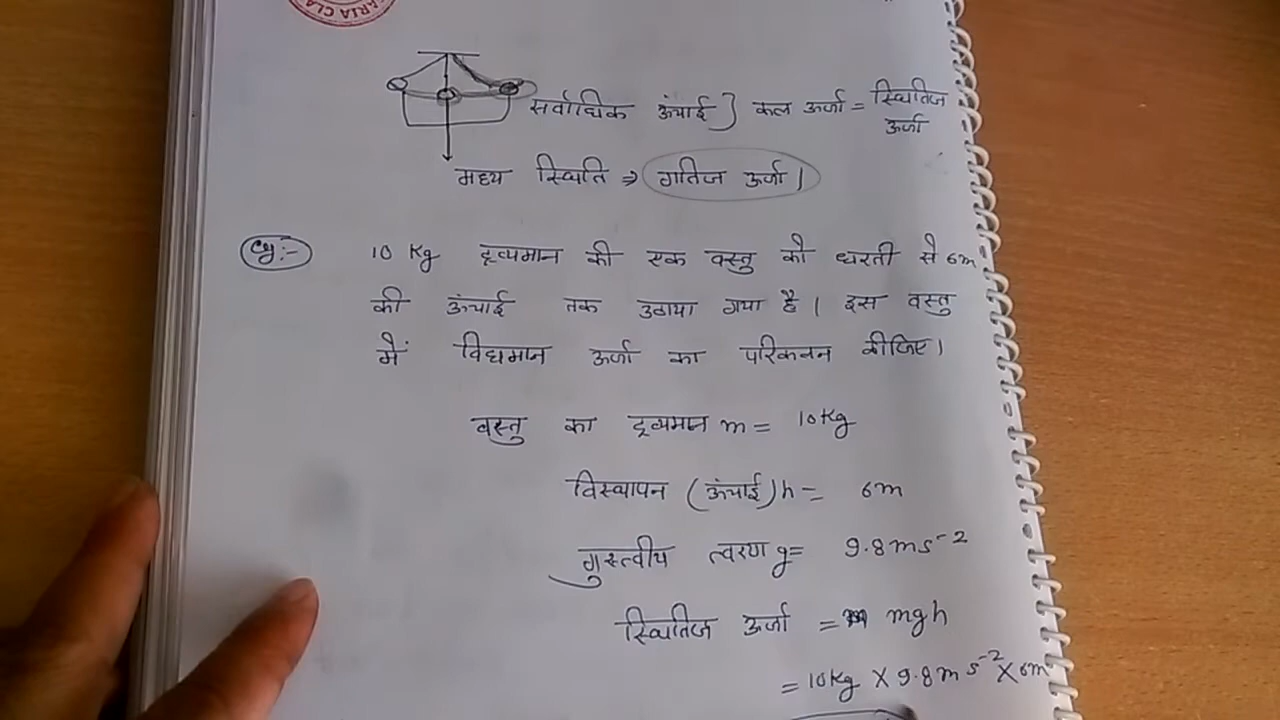 ARIA CLA
सर्वाधिक ऊंचाई } कुल ऊर्जा = स्थितिज
ऊर्जा
मध्य स्थिति ⇒ गतिज ऊर्जा।
eg:- 10 Kg द्रव्यमान की एक वस्तु को धरती से 6m
की ऊंचाई तक उठाया गया है। इस वस्तु
में विद्यमान ऊर्जा का परिकलन कीजिए।
वस्तु का द्रव्यमान m = 10Kg
विस्थापन (ऊंचाई) h = 6m
गुरुत्वीय त्वरण g = 9.8ms⁻²
स्थितिज ऊर्जा = mgh
= 10Kg × 9.8ms⁻² × 6m